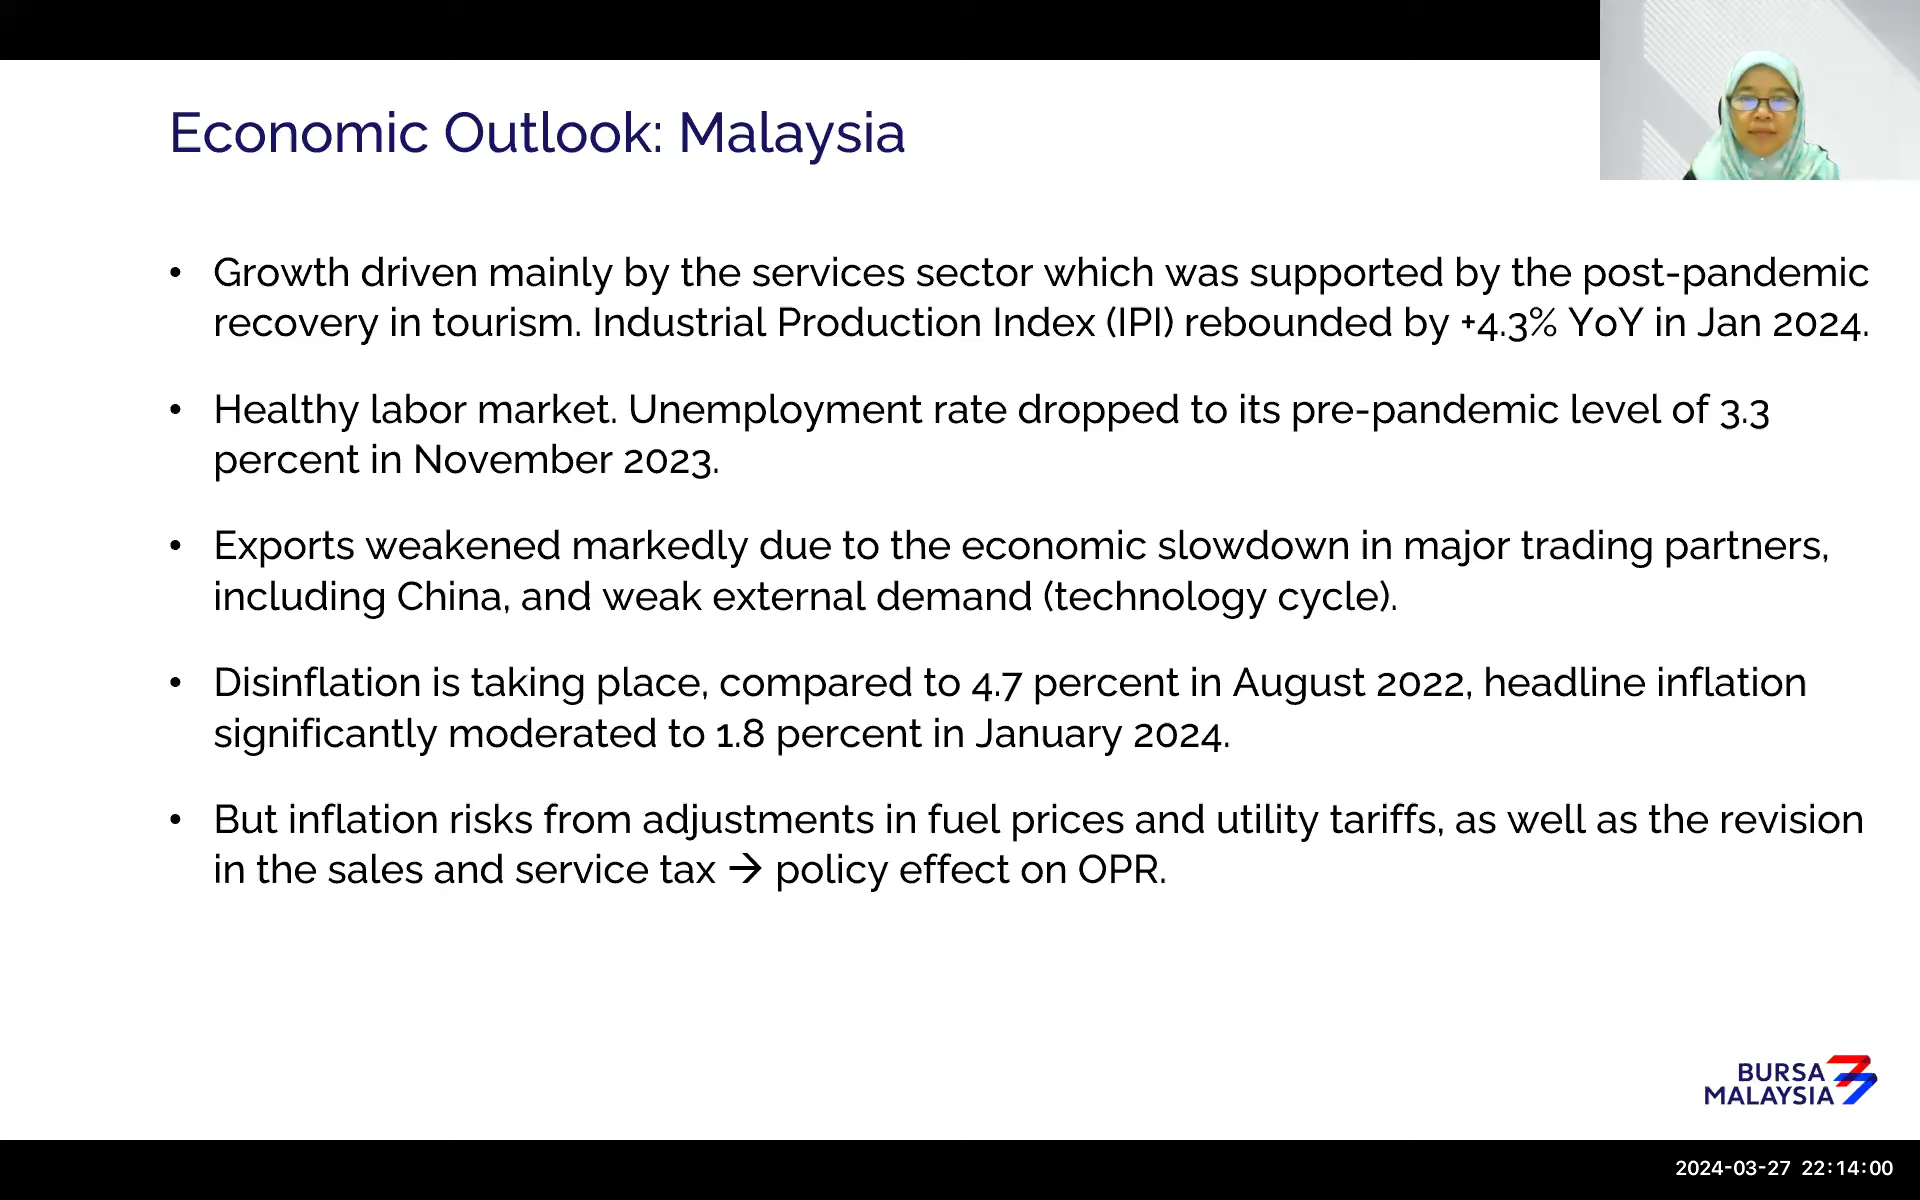 Economic Outlook: Malaysia
• Growth driven mainly by the services sector which was supported by the post-pandemic
recovery in tourism. Industrial Production Index (IPI) rebounded by +4.3% YoY in Jan 2024.
• Healthy labor market. Unemployment rate dropped to its pre-pandemic level of 3.3
percent in November 2023.
• Exports weakened markedly due to the economic slowdown in major trading partners,
including China, and weak external demand (technology cycle).
• Disinflation is taking place, compared to 4.7 percent in August 2022, headline inflation
significantly moderated to 1.8 percent in January 2024.
• But inflation risks from adjustments in fuel prices and utility tariffs, as well as the revision
in the sales and service tax → policy effect on OPR.
BURSA
MALAYSIA
2024-03-27 22:14:00